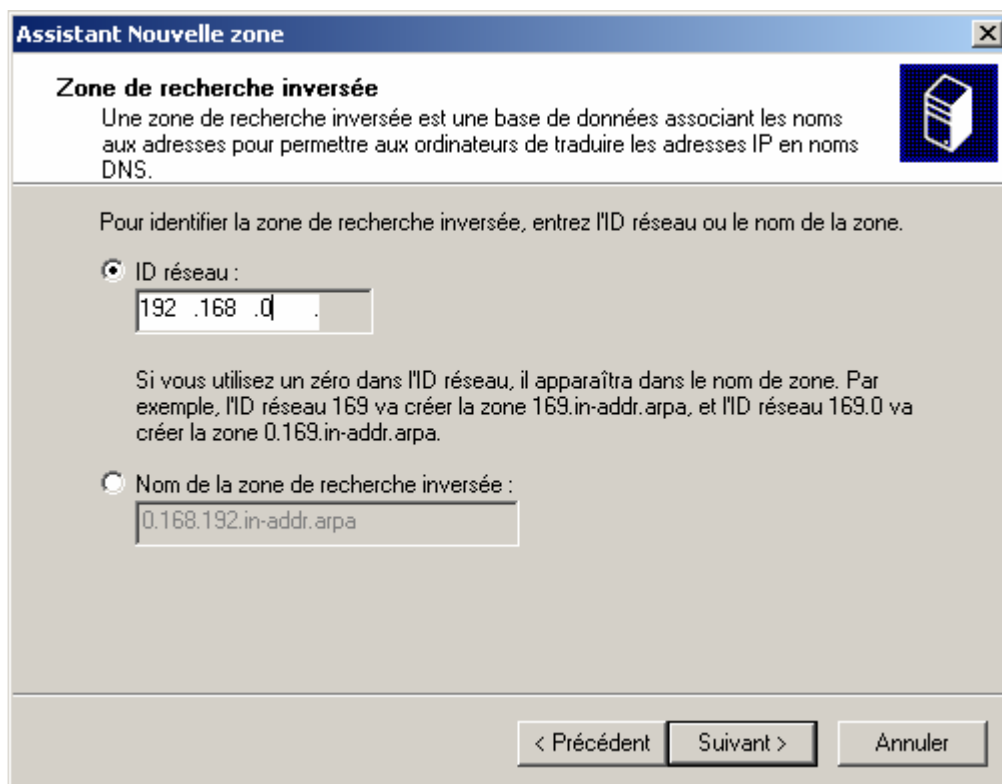 Assistant Nouvelle zone
Zone de recherche inversée
Une zone de recherche inversée est une base de données associant les noms
aux adresses pour permettre aux ordinateurs de traduire les adresses IP en noms
DNS.
Pour identifier la zone de recherche inversée, entrez l'ID réseau ou le nom de la zone.
ID réseau :
192 .168 .0 .
Si vous utilisez un zéro dans l'ID réseau, il apparaîtra dans le nom de zone. Par
exemple, l'ID réseau 169 va créer la zone 169.in-addr.arpa, et l'ID réseau 169.0 va
créer la zone 0.169.in-addr.arpa.
Nom de la zone de recherche inversée :
0.168.192.in-addr.arpa
< Précédent Suivant > Annuler